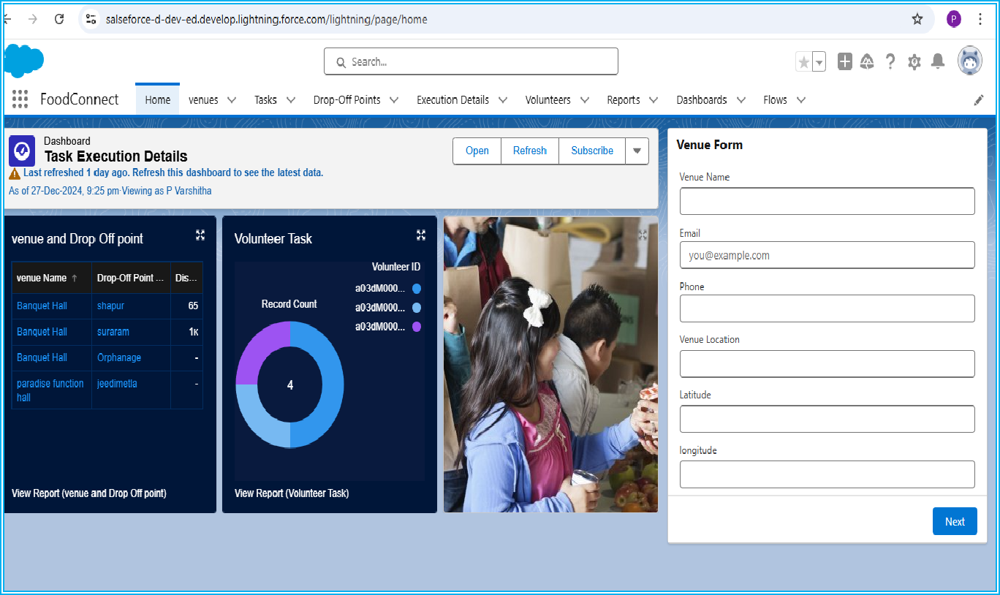 salseforce-d-dev-ed.develop.lightning.force.com/lightning/page/home
P
Search...
FoodConnect
Home
venues
Tasks
Drop-Off Points
Execution Details
Volunteers
Reports
Dashboards
Flows
Dashboard
Task Execution Details
Last refreshed 1 day ago. Refresh this dashboard to see the latest data.
As of 27-Dec-2024, 9:25 pm·Viewing as P Varshitha
Open
Refresh
Subscribe
venue and Drop Off point
venue Name ↑ Drop-Off Point ... Dis...
Banquet Hall shapur 65
Banquet Hall suraram 1K
Banquet Hall Orphanage -
paradise function jeedimetla -
hall
View Report (venue and Drop Off point)
Volunteer Task
Volunteer ID
a03dM000...
a03dM000...
a03dM000...
Record Count
4
View Report (Volunteer Task)
Venue Form
Venue Name
Email
you@example.com
Phone
Venue Location
Latitude
longitude
Next